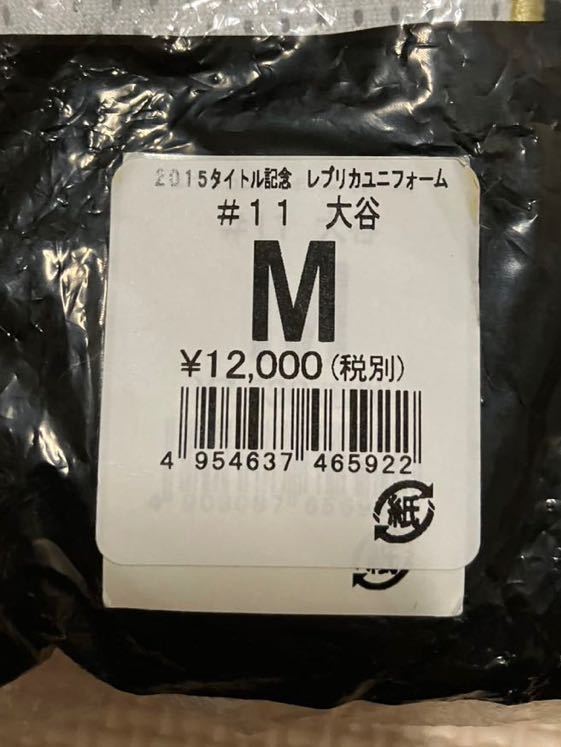 2015タイトル記念 レプリカユニフォーム
#11 大谷
M
¥12,000(税別)
4 954637 465922
紙